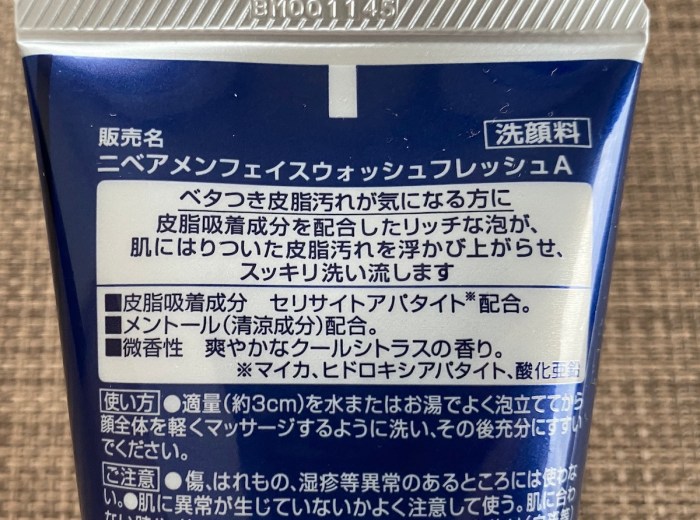 BM001145
販売名
洗顔料
ニベアメンフェイスウォッシュフレッシュA
ベタつき皮脂汚れが気になる方に
皮脂吸着成分を配合したリッチな泡が、
肌にはりついた皮脂汚れを浮かび上がらせ、
スッキリ洗い流します
■皮脂吸着成分 セリサイトアパタイト※配合。
■メントール(清涼成分)配合。
■微香性 爽やかなクールシトラスの香り。
※マイカ、ヒドロキシアパタイト、酸化亜鉛
使い方 ●適量(約3cm)を水またはお湯でよく泡立ててから
顔全体を軽くマッサージするように洗い、その後充分にすすい
でください。
ご注意 ●傷、はれもの、湿疹等異常のあるところには使わな
い。●肌に異常が生じていないかよく注意して使う。肌に合わ